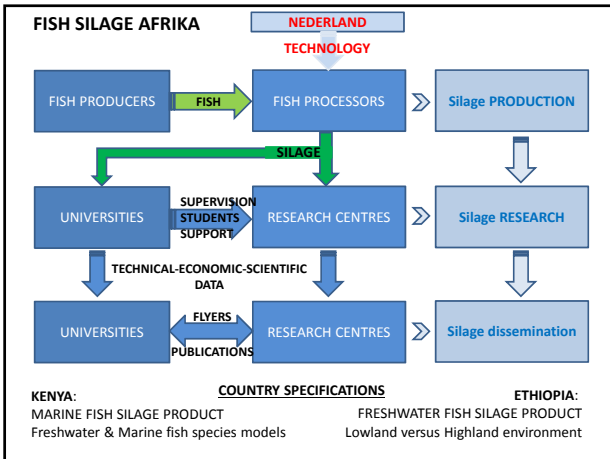 FISH SILAGE AFRIKA
NEDERLAND
TECHNOLOGY
FISH PRODUCERS
FISH
FISH PROCESSORS
Silage PRODUCTION
SILAGE
UNIVERSITIES
SUPERVISION
STUDENTS
SUPPORT
RESEARCH CENTRES
Silage RESEARCH
TECHNICAL-ECONOMIC-SCIENTIFIC
DATA
UNIVERSITIES
FLYERS
PUBLICATIONS
RESEARCH CENTRES
Silage dissemination
COUNTRY SPECIFICATIONS
KENYA:
MARINE FISH SILAGE PRODUCT
Freshwater & Marine fish species models
ETHIOPIA:
FRESHWATER FISH SILAGE PRODUCT
Lowland versus Highland environment